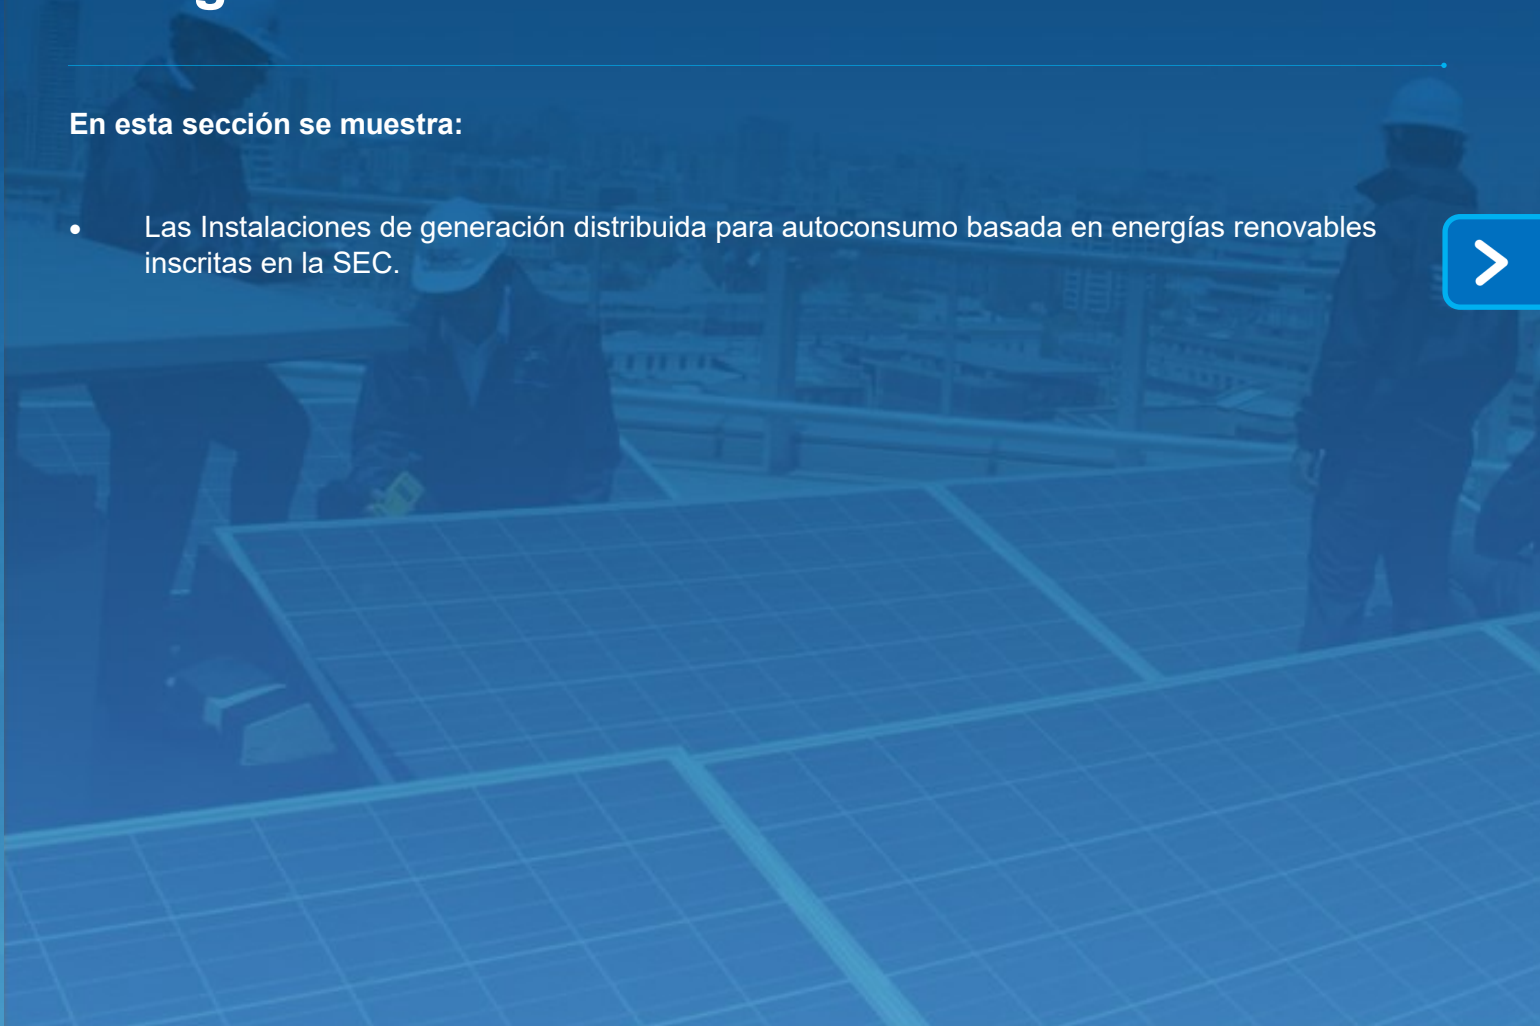 En esta sección se muestra:
• Las Instalaciones de generación distribuida para autoconsumo basada en energías renovables
inscritas en la SEC.